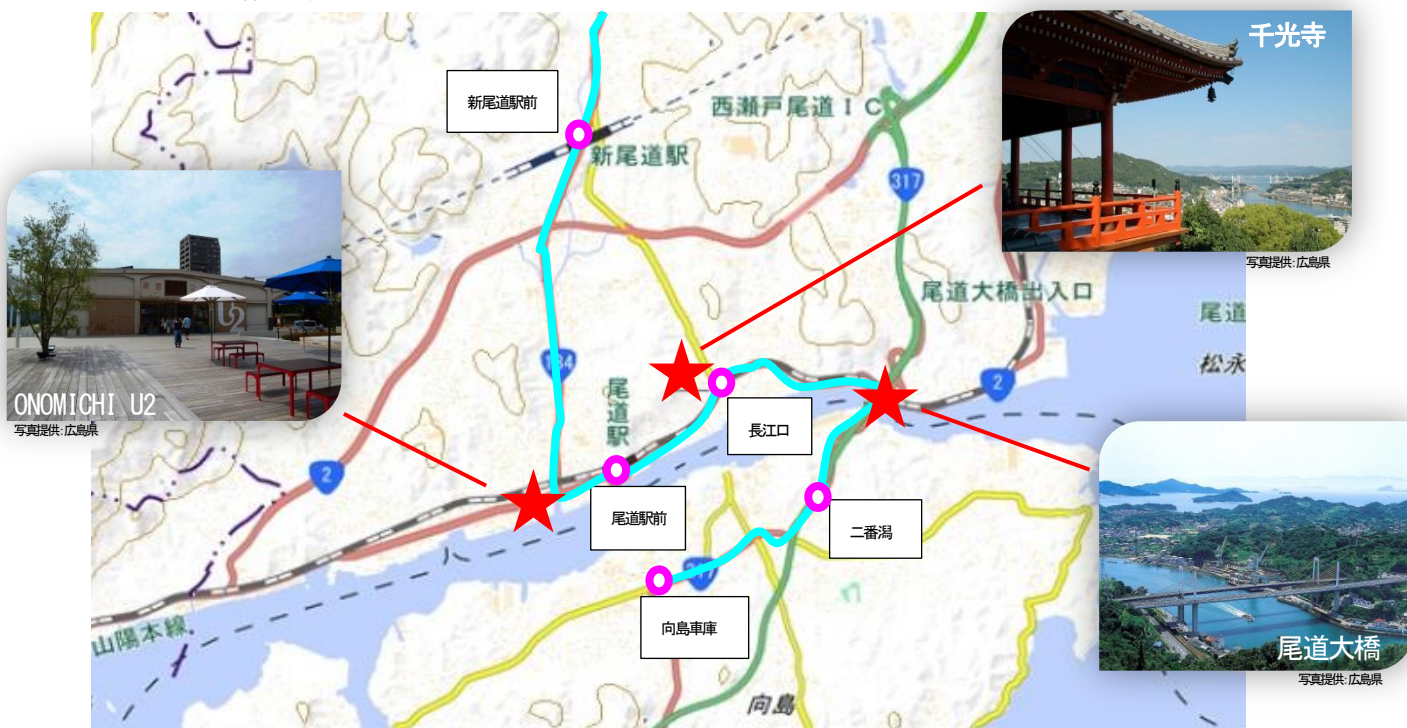 千光寺
写真提供:広島県
新尾道駅前
西瀬戸尾道IC
新尾道駅
317
尾道大橋出入口
尾道
松永
ONOMICHI U2
写真提供:広島県
U2
184
2
尾道駅
2
長江口
尾道駅前
二番潟
317
向島車庫
山陽本線
向島
尾道大橋
写真提供:広島県